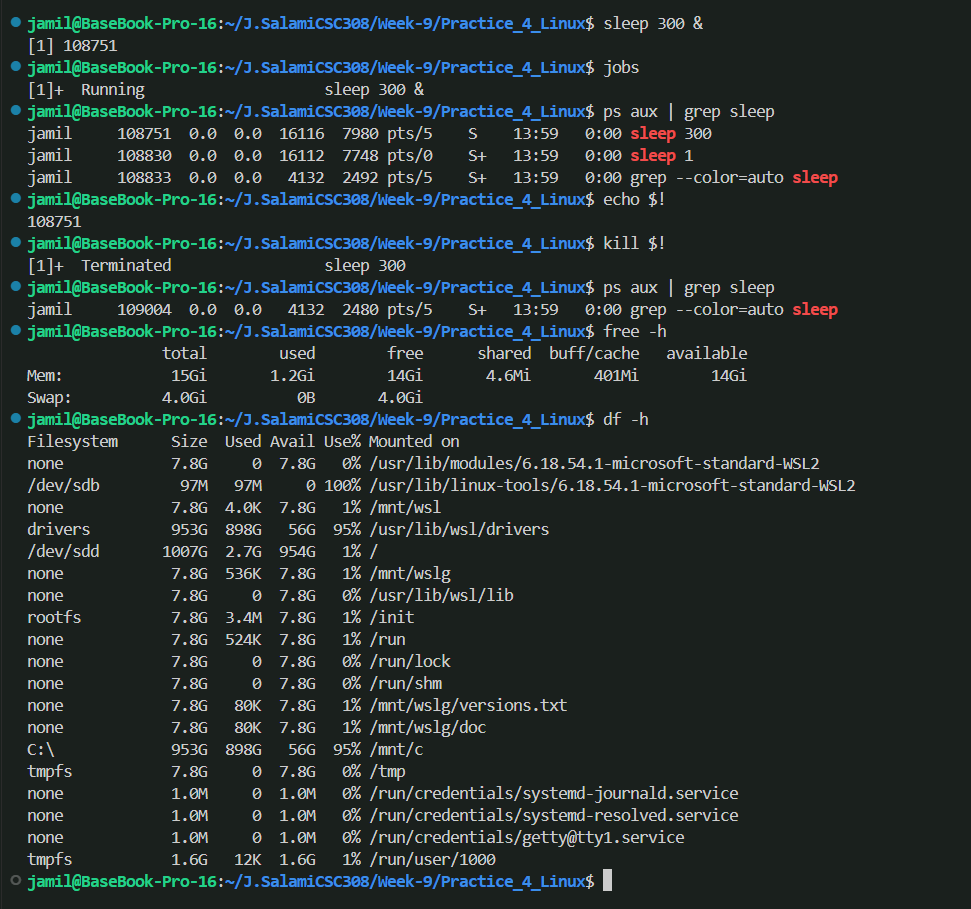 jamil@BaseBook-Pro-16:~/J.SalamiCSC308/Week-9/Practice_4_Linux$ sleep 300 &
[1] 108751
jamil@BaseBook-Pro-16:~/J.SalamiCSC308/Week-9/Practice_4_Linux$ jobs
[1]+  Running                 sleep 300 &
jamil@BaseBook-Pro-16:~/J.SalamiCSC308/Week-9/Practice_4_Linux$ ps aux | grep sleep
jamil     108751  0.0  0.0  16116  7980 pts/5    S    13:59   0:00 sleep 300
jamil     108830  0.0  0.0  16112  7748 pts/0    S+   13:59   0:00 sleep 1
jamil     108833  0.0  0.0   4132  2492 pts/5    S+   13:59   0:00 grep --color=auto sleep
jamil@BaseBook-Pro-16:~/J.SalamiCSC308/Week-9/Practice_4_Linux$ echo $!
108751
jamil@BaseBook-Pro-16:~/J.SalamiCSC308/Week-9/Practice_4_Linux$ kill $!
[1]+  Terminated              sleep 300
jamil@BaseBook-Pro-16:~/J.SalamiCSC308/Week-9/Practice_4_Linux$ ps aux | grep sleep
jamil     109004  0.0  0.0   4132  2480 pts/5    S+   13:59   0:00 grep --color=auto sleep
jamil@BaseBook-Pro-16:~/J.SalamiCSC308/Week-9/Practice_4_Linux$ free -h
               total        used        free      shared  buff/cache   available
Mem:            15Gi       1.2Gi        14Gi       4.6Mi       401Mi        14Gi
Swap:          4.0Gi          0B       4.0Gi
jamil@BaseBook-Pro-16:~/J.SalamiCSC308/Week-9/Practice_4_Linux$ df -h
Filesystem      Size  Used Avail Use% Mounted on
none            7.8G     0  7.8G   0% /usr/lib/modules/6.18.54.1-microsoft-standard-WSL2
/dev/sdb         97M   97M     0 100% /usr/lib/linux-tools/6.18.54.1-microsoft-standard-WSL2
none            7.8G  4.0K  7.8G   1% /mnt/wsl
drivers         953G  898G   56G  95% /usr/lib/wsl/drivers
/dev/sdd       1007G  2.7G  954G   1% /
none            7.8G  536K  7.8G   1% /mnt/wslg
none            7.8G     0  7.8G   0% /usr/lib/wsl/lib
rootfs          7.8G  3.4M  7.8G   1% /init
none            7.8G  524K  7.8G   1% /run
none            7.8G     0  7.8G   0% /run/lock
none            7.8G     0  7.8G   0% /run/shm
none            7.8G   80K  7.8G   1% /mnt/wslg/versions.txt
none            7.8G   80K  7.8G   1% /mnt/wslg/doc
C:\             953G  898G   56G  95% /mnt/c
tmpfs           7.8G     0  7.8G   0% /tmp
none            1.0M     0  1.0M   0% /run/credentials/systemd-journald.service
none            1.0M     0  1.0M   0% /run/credentials/systemd-resolved.service
none            1.0M     0  1.0M   0% /run/credentials/getty@tty1.service
tmpfs           1.6G   12K  1.6G   1% /run/user/1000
jamil@BaseBook-Pro-16:~/J.SalamiCSC308/Week-9/Practice_4_Linux$